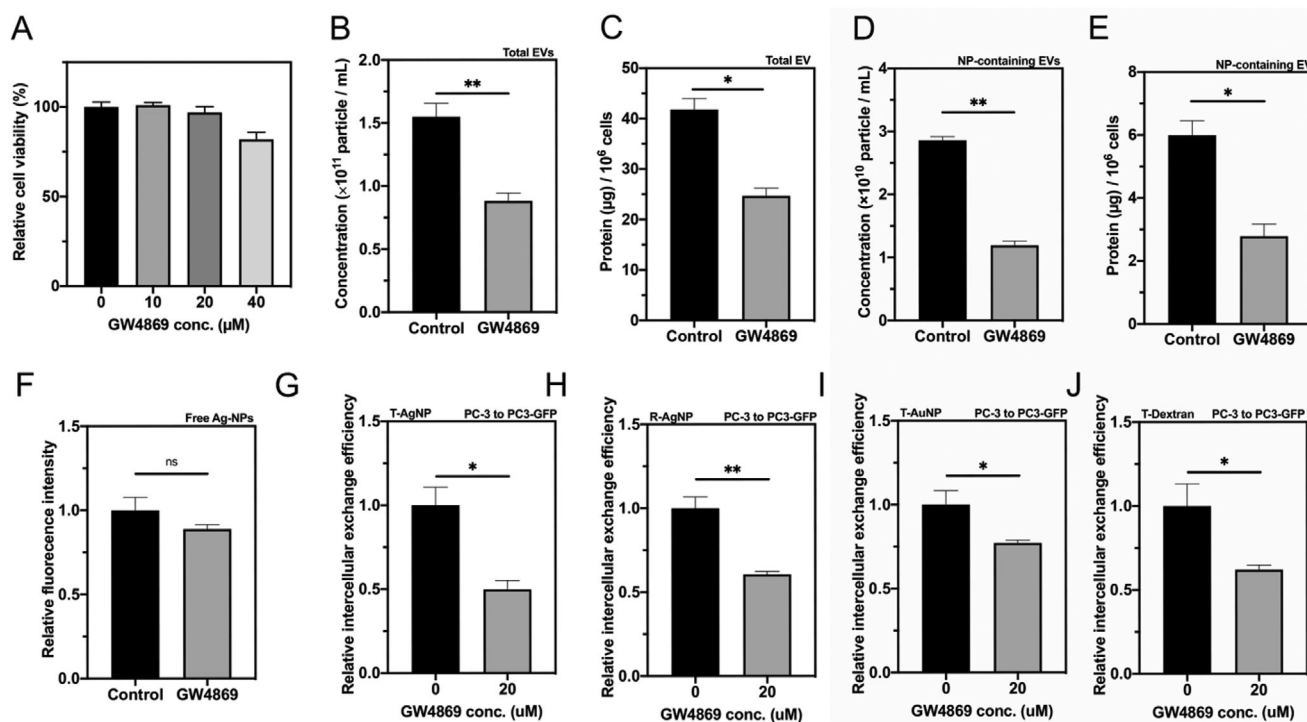 A
Relative cell viability (%)
100
50
0
0 10 20 40
GW4869 conc. (µM)
B
Total EVs
Concentration (×10¹¹ particle / mL)
2.0
1.5
1.0
0.5
0.0
**
Control GW4869
C
Total EV
Protein (µg) / 10⁶ cells
50
40
30
20
10
0
*
Control GW4869
D
NP-containing EVs
Concentration (×10¹⁰ particle / mL)
4
3
2
1
0
**
Control GW4869
E
NP-containing EV
Protein (µg) / 10⁶ cells
8
6
4
2
0
*
Control GW4869
F
Free Ag-NPs
Relative fluorescence intensity
1.5
1.0
0.5
0.0
ns
Control GW4869
G
T-AgNP PC-3 to PC3-GFP
Relative intercellular exchange efficiency
1.5
1.0
0.5
0.0
*
0 20
GW4869 conc. (uM)
H
R-AgNP PC-3 to PC3-GFP
Relative intercellular exchange efficiency
1.5
1.0
0.5
0.0
**
0 20
GW4869 conc. (uM)
I
T-AuNP PC-3 to PC3-GFP
Relative intercellular exchange efficiency
1.5
1.0
0.5
0.0
*
0 20
GW4869 conc. (uM)
J
T-Dextran PC-3 to PC3-GFP
Relative intercellular exchange efficiency
1.5
1.0
0.5
0.0
*
0 20
GW4869 conc. (uM)